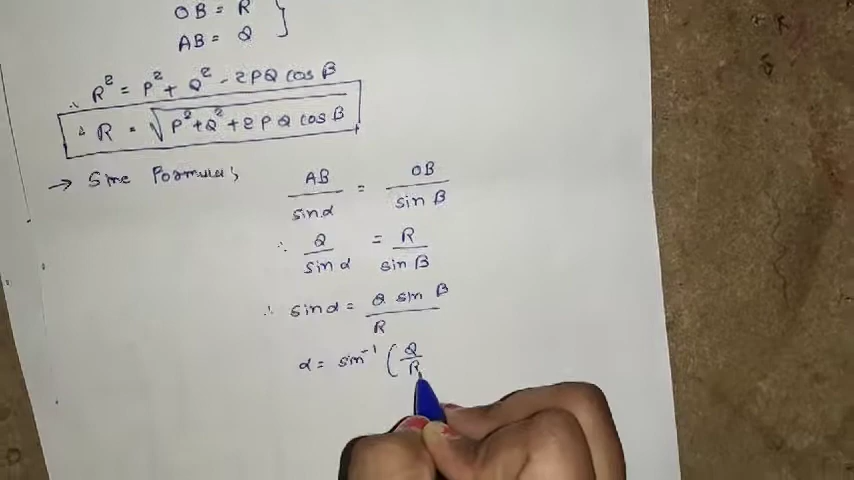 OB = R
AB = Q }
∴ R² = P² + Q² - 2PQ cos β
∴ R = √P²+Q²+2PQ cos β
→ Sine Formula;
AB / sin α = OB / sin β
∴ Q / sin α = R / sin β
∴ sin α = Q sin β / R
α = sin⁻¹ ( Q / R